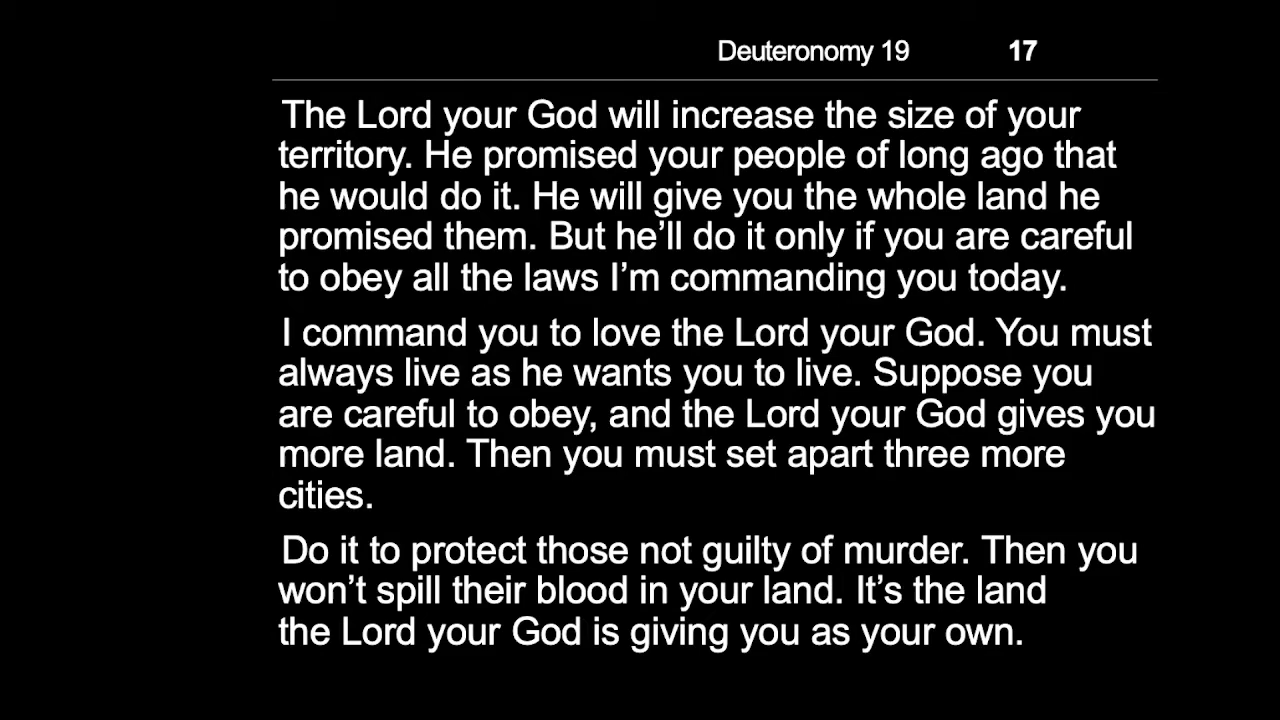 Deuteronomy 19 17
The Lord your God will increase the size of your
territory. He promised your people of long ago that
he would do it. He will give you the whole land he
promised them. But he’ll do it only if you are careful
to obey all the laws I’m commanding you today.
I command you to love the Lord your God. You must
always live as he wants you to live. Suppose you
are careful to obey, and the Lord your God gives you
more land. Then you must set apart three more
cities.
Do it to protect those not guilty of murder. Then you
won’t spill their blood in your land. It’s the land
the Lord your God is giving you as your own.